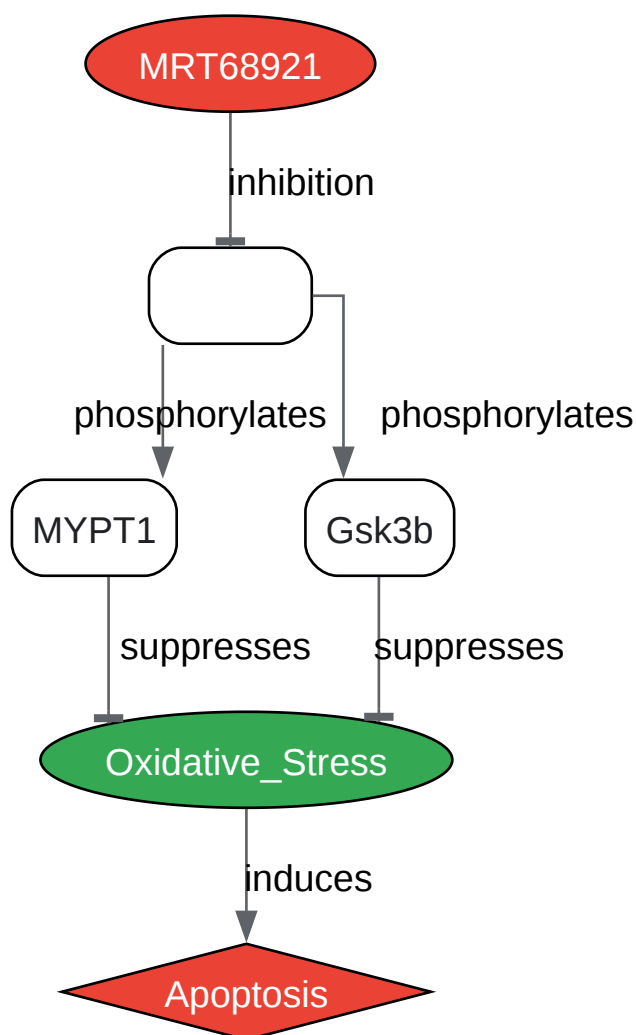 MRT68921
inhibition
phosphorylates
phosphorylates
MYPT1
Gsk3b
suppresses
suppresses
Oxidative_Stress
induces
Apoptosis